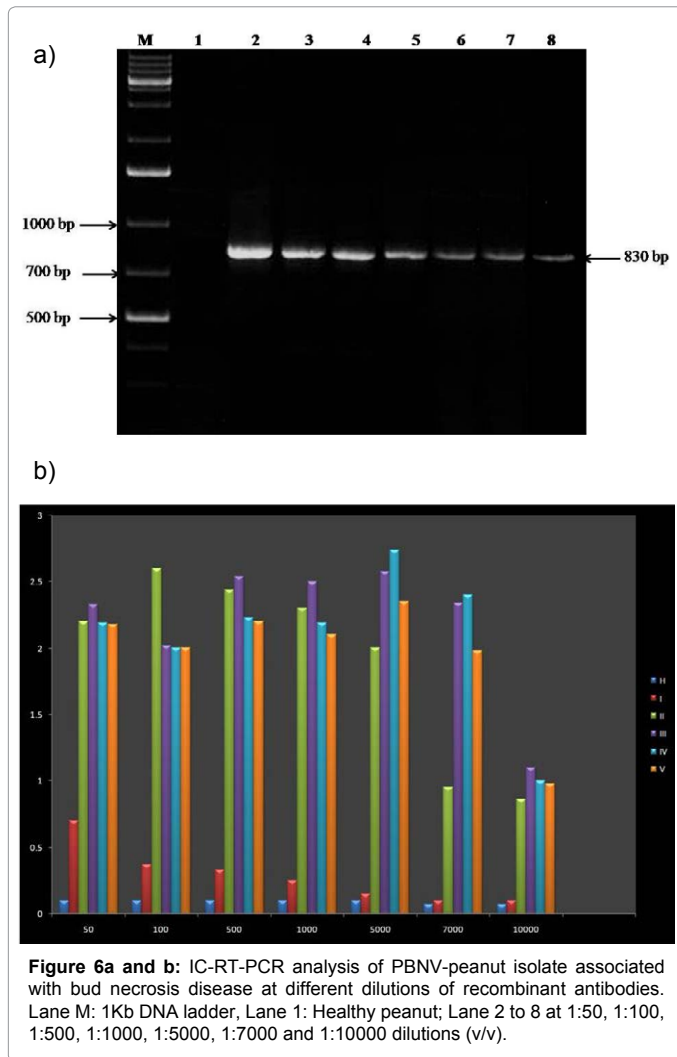 a)
M 1 2 3 4 5 6 7 8
1000 bp
700 bp
500 bp
830 bp
b)
3
2.5
2
1.5
1
0.5
0
50 100 500 1000 5000 7000 10000
H
I
II
III
IV
V
Figure 6a and b: IC-RT-PCR analysis of PBNV-peanut isolate associated
with bud necrosis disease at different dilutions of recombinant antibodies.
Lane M: 1Kb DNA ladder, Lane 1: Healthy peanut; Lane 2 to 8 at 1:50, 1:100,
1:500, 1:1000, 1:5000, 1:7000 and 1:10000 dilutions (v/v).